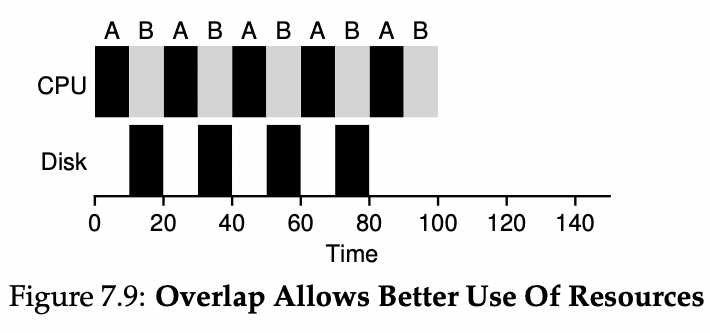 A B A B A B A B A B
CPU
Disk
0 20 40 60 80 100 120 140
Time
Figure 7.9: Overlap Allows Better Use Of Resources